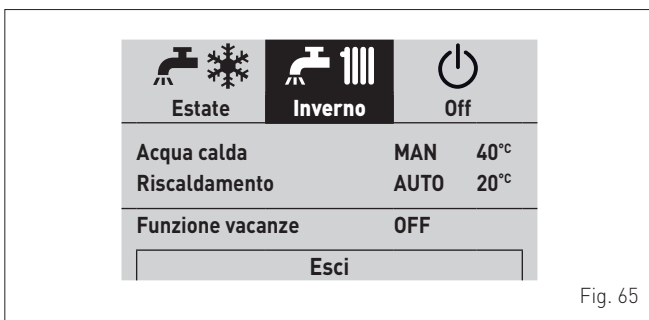 Estate Inverno Off
Acqua calda MAN 40°C
Riscaldamento AUTO 20°C
Funzione vacanze OFF
Esci
Fig. 65